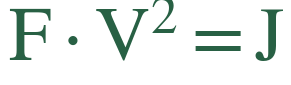 F · V² = J